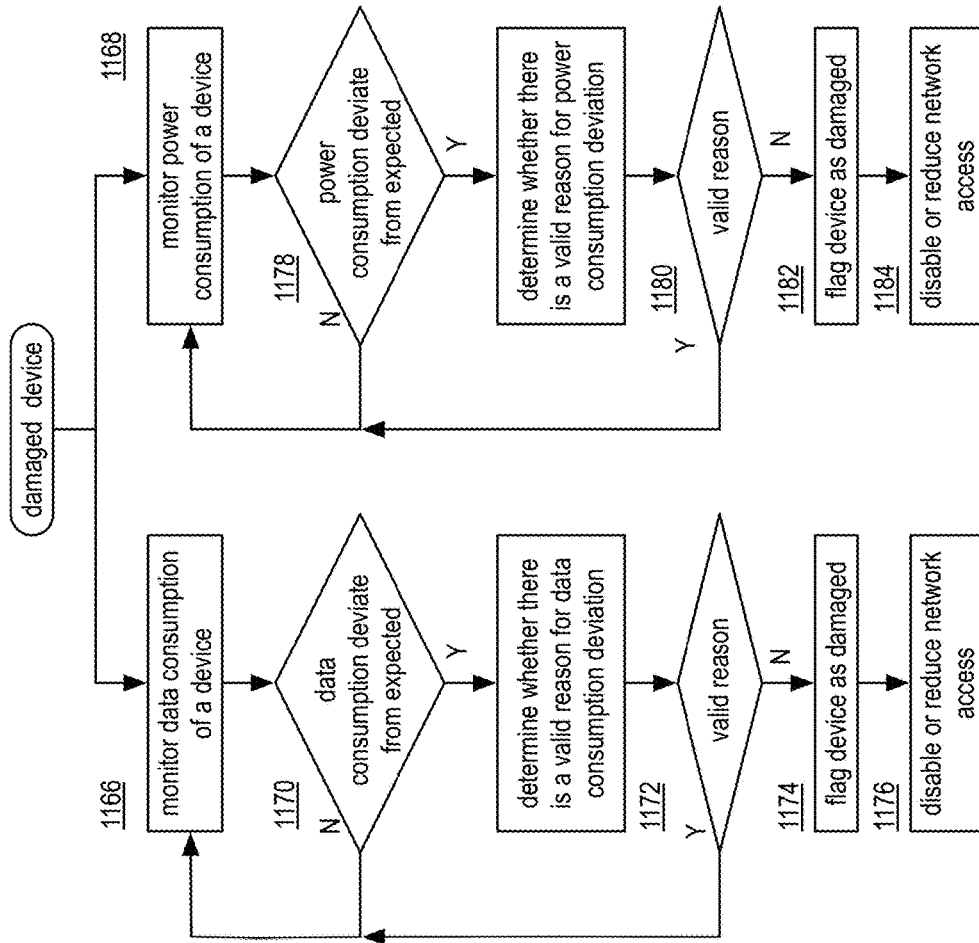 damaged device
1166
monitor data consumption
of a device
1170
data
consumption deviate
from expected
N
Y
determine whether there
is a valid reason for data
consumption deviation
1172
valid reason
Y
N
1174
flag device as damaged
1176
disable or reduce network
access
1168
monitor power
consumption of a device
1178
power
consumption deviate
from expected
N
Y
determine whether there
is a valid reason for power
consumption deviation
1180
valid reason
Y
N
1182
flag device as damaged
1184
disable or reduce network
access